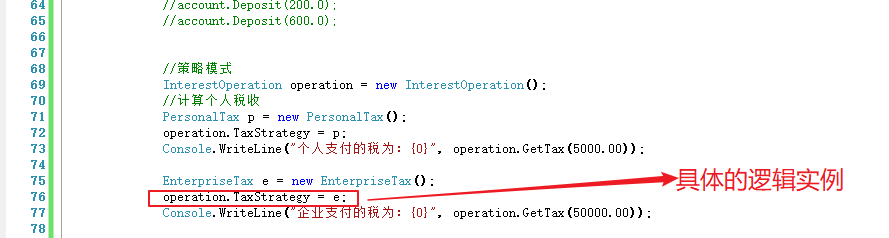 64 //account.Deposit(200.0);
65 //account.Deposit(600.0);
66
67
68 //策略模式
69 InterestOperation operation = new InterestOperation();
70 //计算个人税收
71 PersonalTax p = new PersonalTax();
72 operation.TaxStrategy = p;
73 Console.WriteLine("个人支付的税为: {0}", operation.GetTax(5000.00));
74
75 EnterpriseTax e = new EnterpriseTax();
76 operation.TaxStrategy = e; 具体的逻辑实例
77 Console.WriteLine("企业支付的税为: {0}", operation.GetTax(50000.00));
78